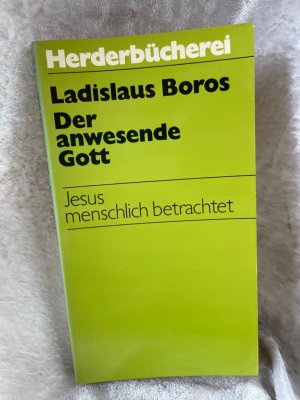 Herderbücherei
Ladislaus Boros
Der
anwesende
Gott
Jesus
menschlich betrachtet